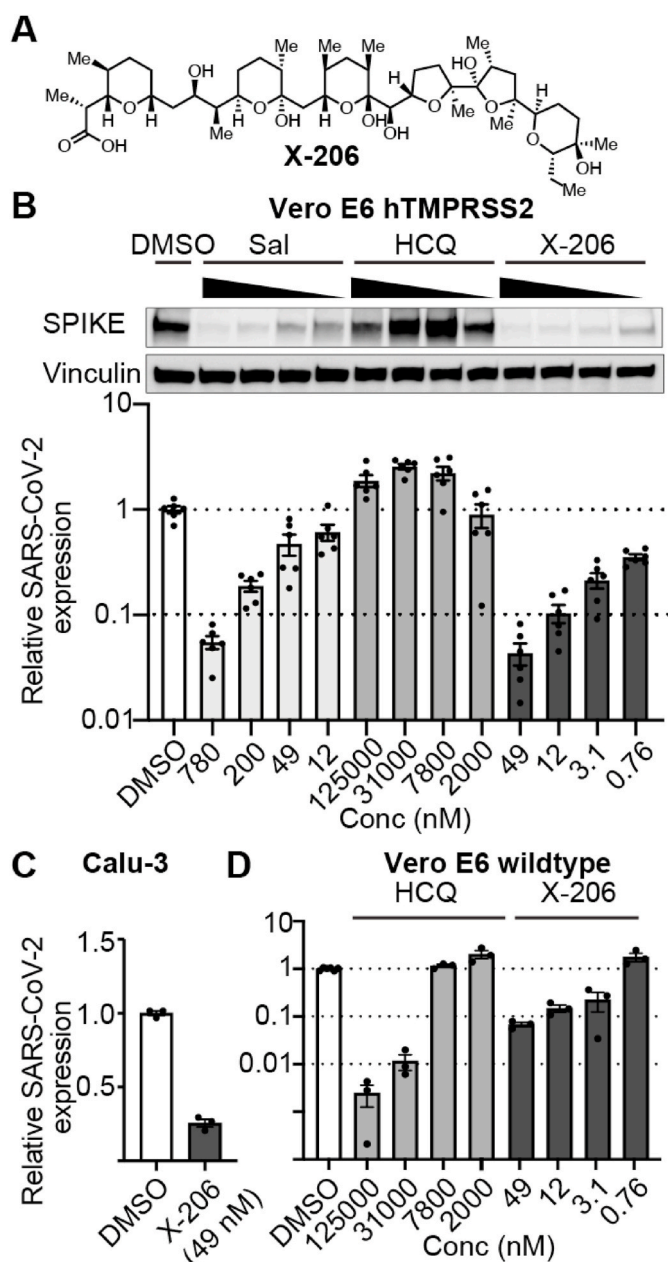 A
Me
Me
Me
Me
Me
OH
HO
Me
O
H
H
Me
H
O
OH
H
O
OH
H
O
Me
O
Me
H
O
OH
X-206
OH
H
O
Me
OH
Me
B
Vero E6 hTMPRSS2
DMSO Sal HCQ X-206
SPIKE
Vinculin
10
1
0.1
0.01
Relative SARS-CoV-2
expression
DMSO 780 200 49 12 125000 31000 7800 2000 49 12 3.1 0.76
Conc (nM)
C Calu-3
1.5
1.0
0.5
Relative SARS-CoV-2
expression
DMSO X-206
(49 nM)
D Vero E6 wildtype
HCQ X-206
10
1
0.1
0.01
DMSO 125000 31000 7800 2000 49 12 3.1 0.76
Conc (nM)